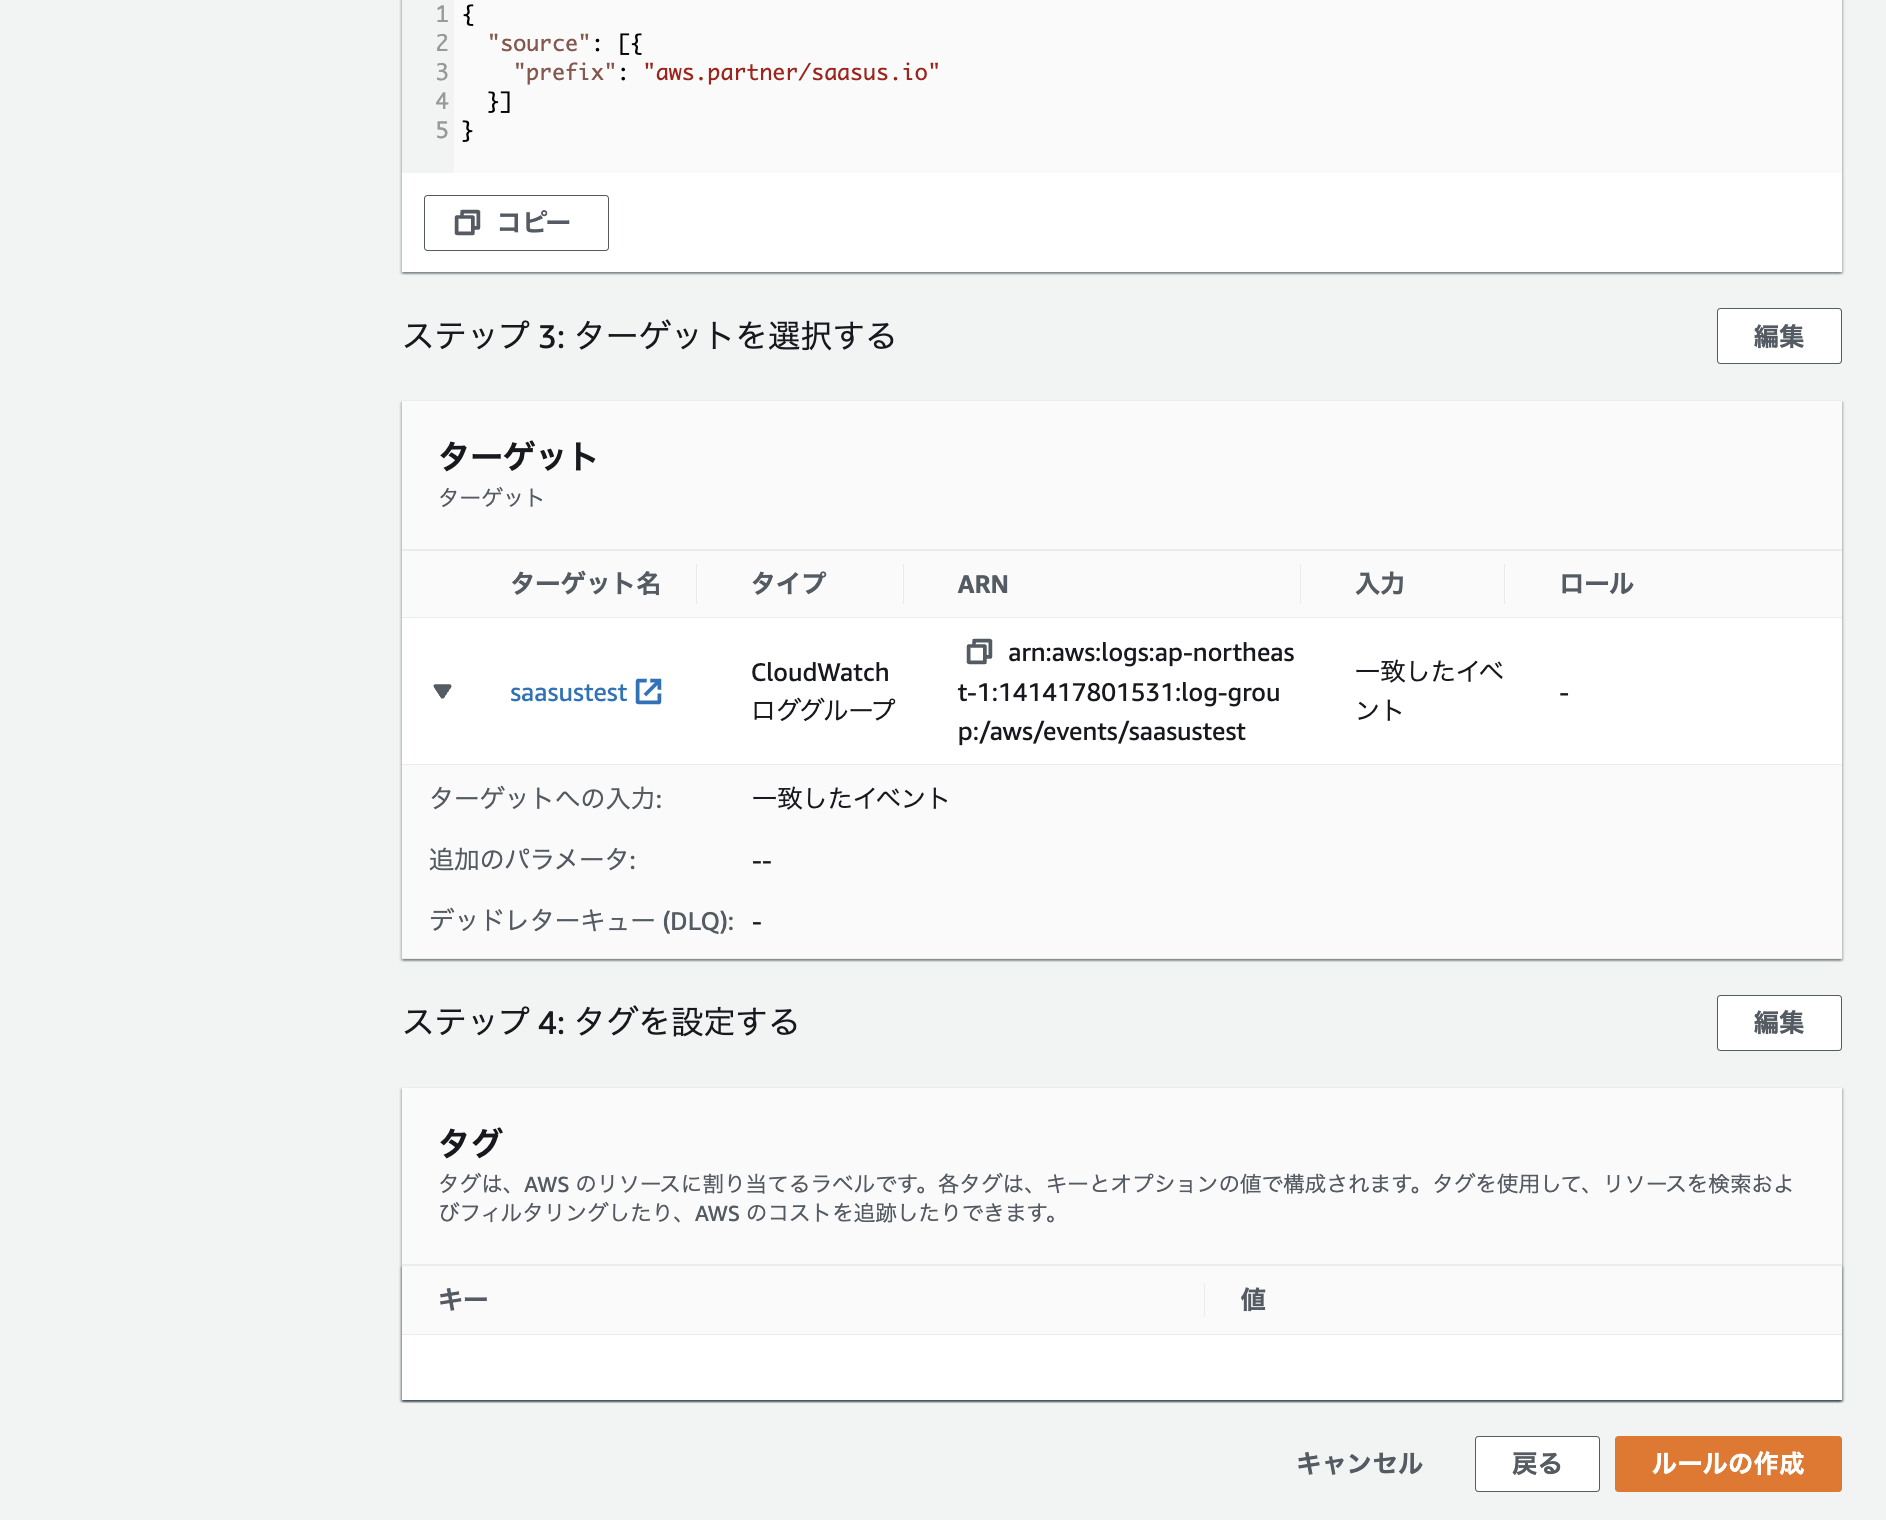 1 {
2   "source": [{
3     "prefix": "aws.partner/saasus.io"
4   }]
5 }
コピー
ステップ 3: ターゲットを選択する
編集
ターゲット
ターゲット
ターゲット名 タイプ ARN 入力 ロール
saasustest
CloudWatch
ロググループ
arn:aws:logs:ap-northeas
t-1:141417801531:log-grou
p:/aws/events/saasustest
一致したイベ
ント
-
ターゲットへの入力: 一致したイベント
追加のパラメータ: --
デッドレターキュー (DLQ): -
ステップ 4: タグを設定する
編集
タグ
タグは、AWS のリソースに割り当てるラベルです。各タグは、キーとオプションの値で構成されます。タグを使用して、リソースを検索およ
びフィルタリングしたり、AWS のコストを追跡したりできます。
キー 値
キャンセル 戻る ルールの作成